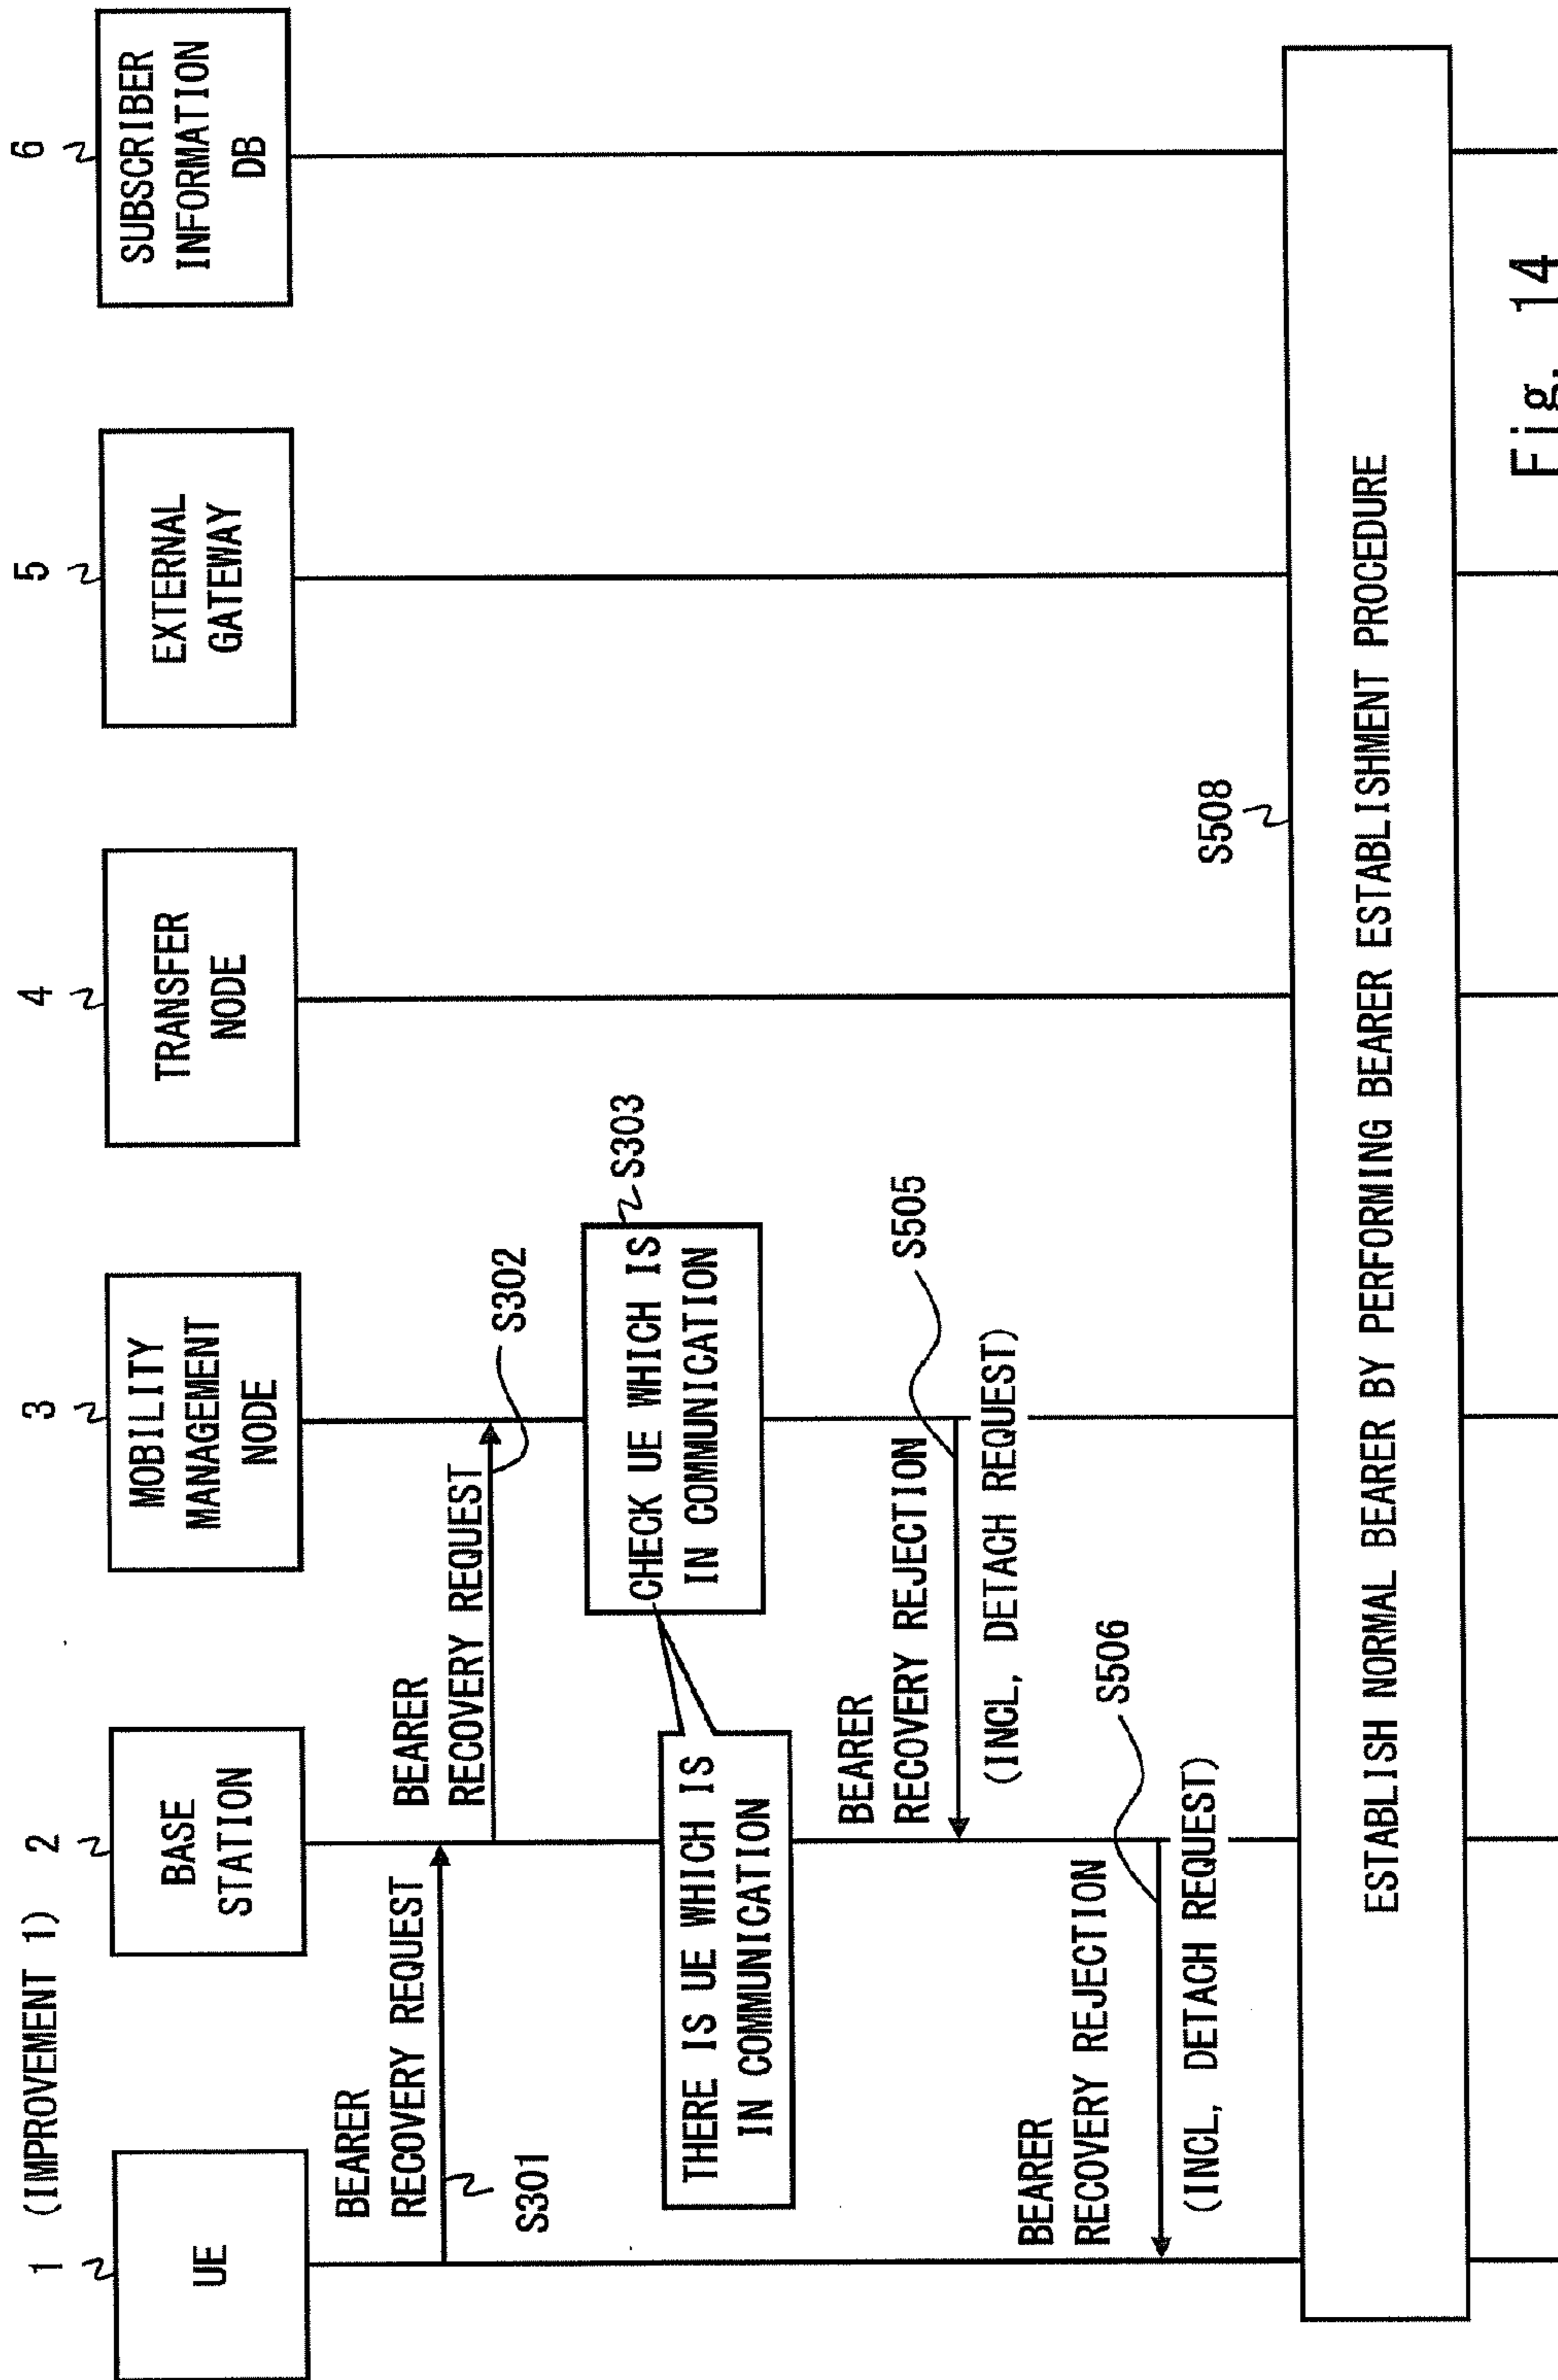 (IMPROVEMENT 1)
1
UE
2
BASE
STATION
3
MOBILITY
MANAGEMENT
NODE
4
TRANSFER
NODE
5
EXTERNAL
GATEWAY
6
SUBSCRIBER
INFORMATION
DB
BEARER
RECOVERY REQUEST
S301
BEARER
RECOVERY REQUEST
S302
CHECK UE WHICH IS
IN COMMUNICATION
S303
THERE IS UE WHICH IS
IN COMMUNICATION
BEARER
RECOVERY REJECTION
(INCL, DETACH REQUEST)
S505
BEARER
RECOVERY REJECTION
(INCL, DETACH REQUEST)
S506
S508
ESTABLISH NORMAL BEARER BY PERFORMING BEARER ESTABLISHMENT PROCEDURE
Fig. 14